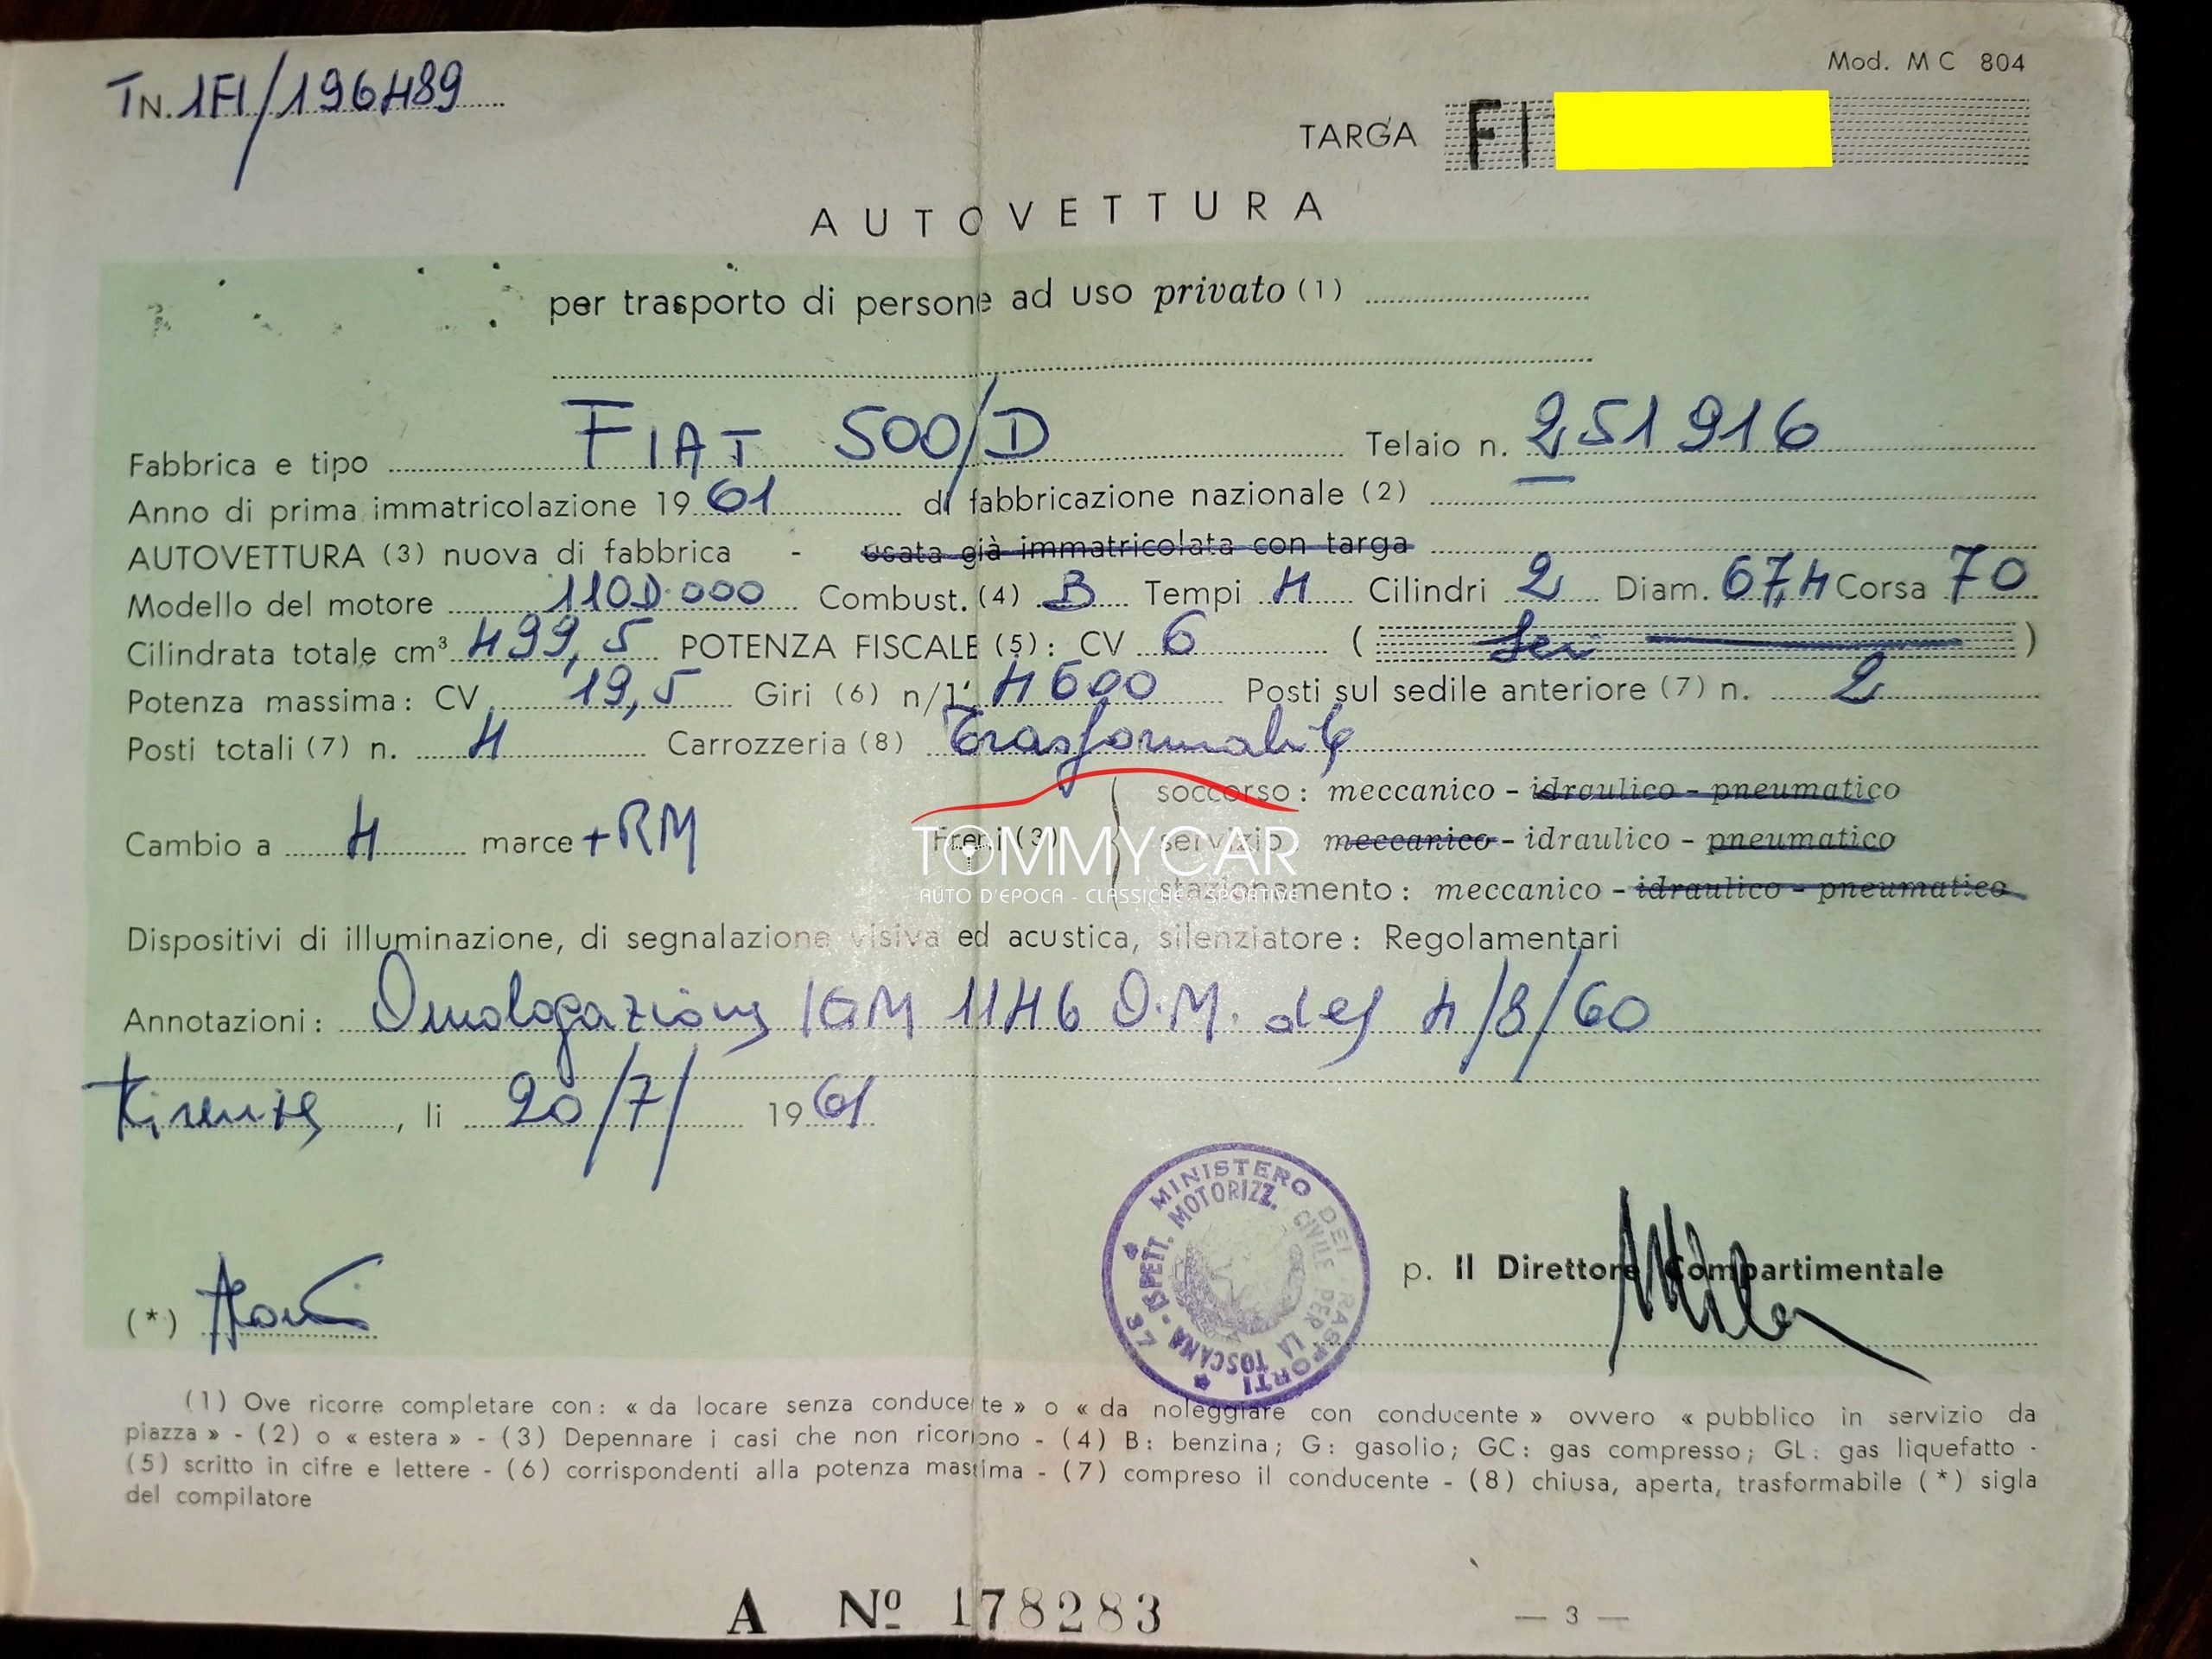 Mod. MC 804
TN. 1FI/196489
TARGA FI
AUTOVETTURA
per trasporto di persone ad uso privato (1)
Fabbrica e tipo FIAT 500/D Telaio n. 251916
Anno di prima immatricolazione 1961 di fabbricazione nazionale (2)
AUTOVETTURA (3) nuova di fabbrica - usata già immatricolata con targa
Modello del motore 110D.000 Combust. (4) B Tempi 4 Cilindri 2 Diam. 67,4 Corsa 70
Cilindrata totale cm³ 499,5 POTENZA FISCALE (5): CV 6 (Sei)
Potenza massima: CV 19,5 Giri (6) n/1' 4600 Posti sul sedile anteriore (7) n. 2
Posti totali (7) n. 4 Carrozzeria (8) Trasformabile
soccorso: meccanico - idraulico - pneumatico
Cambio a 4 marce + RM Freni (3) servizio meccanico - idraulico - pneumatico
stazionamento: meccanico - idraulico - pneumatico
TOMMYCAR
AUTO D'EPOCA - CLASSICHE - SPORTIVE
Dispositivi di illuminazione, di segnalazione visiva ed acustica, silenziatore: Regolamentari
Annotazioni: Omologazione IGM 1146 O.M. del 4/8/60
Firenze, li 20/7/1961
MINISTERO DEI TRASPORTI
ISPETT. MOTORIZZ. CIVILE PER LA TOSCANA
p. Il Direttore Compartimentale
(*)
(1) Ove ricorre completare con: « da locare senza conducente » o « da noleggiare con conducente » ovvero « pubblico in servizio da
piazza » - (2) o « estera » - (3) Depennare i casi che non ricorrono - (4) B: benzina; G: gasolio; GC: gas compresso; GL: gas liquefatto -
(5) scritto in cifre e lettere - (6) corrispondenti alla potenza massima - (7) compreso il conducente - (8) chiusa, aperta, trasformabile (*) sigla
del compilatore
A Nº 178283
— 3 —